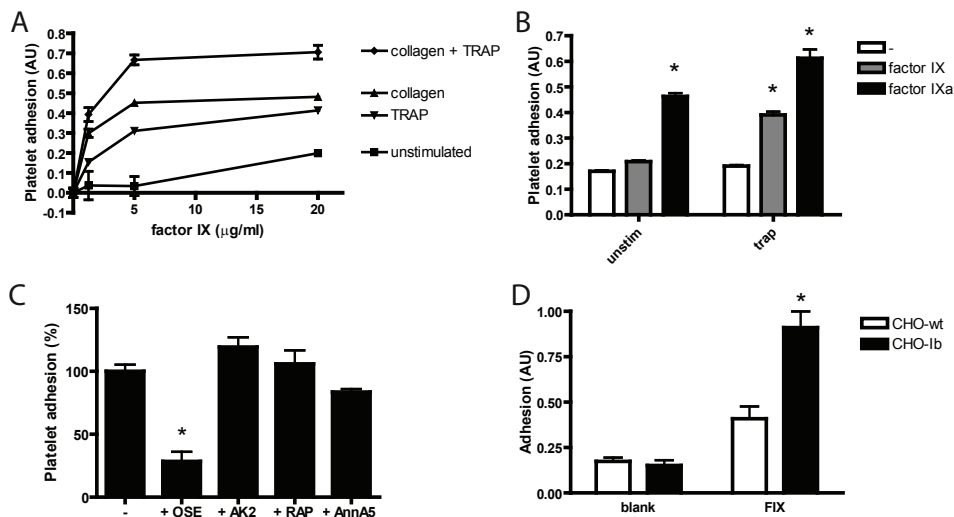 A
Platelet adhesion (AU)
0.8
0.7
0.6
0.5
0.4
0.3
0.2
0.1
0.0
-0.1
5
10
15
20
factor IX (μg/ml)
collagen + TRAP
collagen
TRAP
unstimulated
B
Platelet adhesion (AU)
0.7
0.6
0.5
0.4
0.3
0.2
0.1
0.0
*
*
*
unstim
trap
-
factor IX
factor IXa
C
Platelet adhesion (%)
150
100
50
0
*
-
+ OSE
+ AK2
+ RAP
+ AnnA5
D
Adhesion (AU)
1.00
0.75
0.50
0.25
0.00
*
blank
FIX
CHO-wt
CHO-Ib